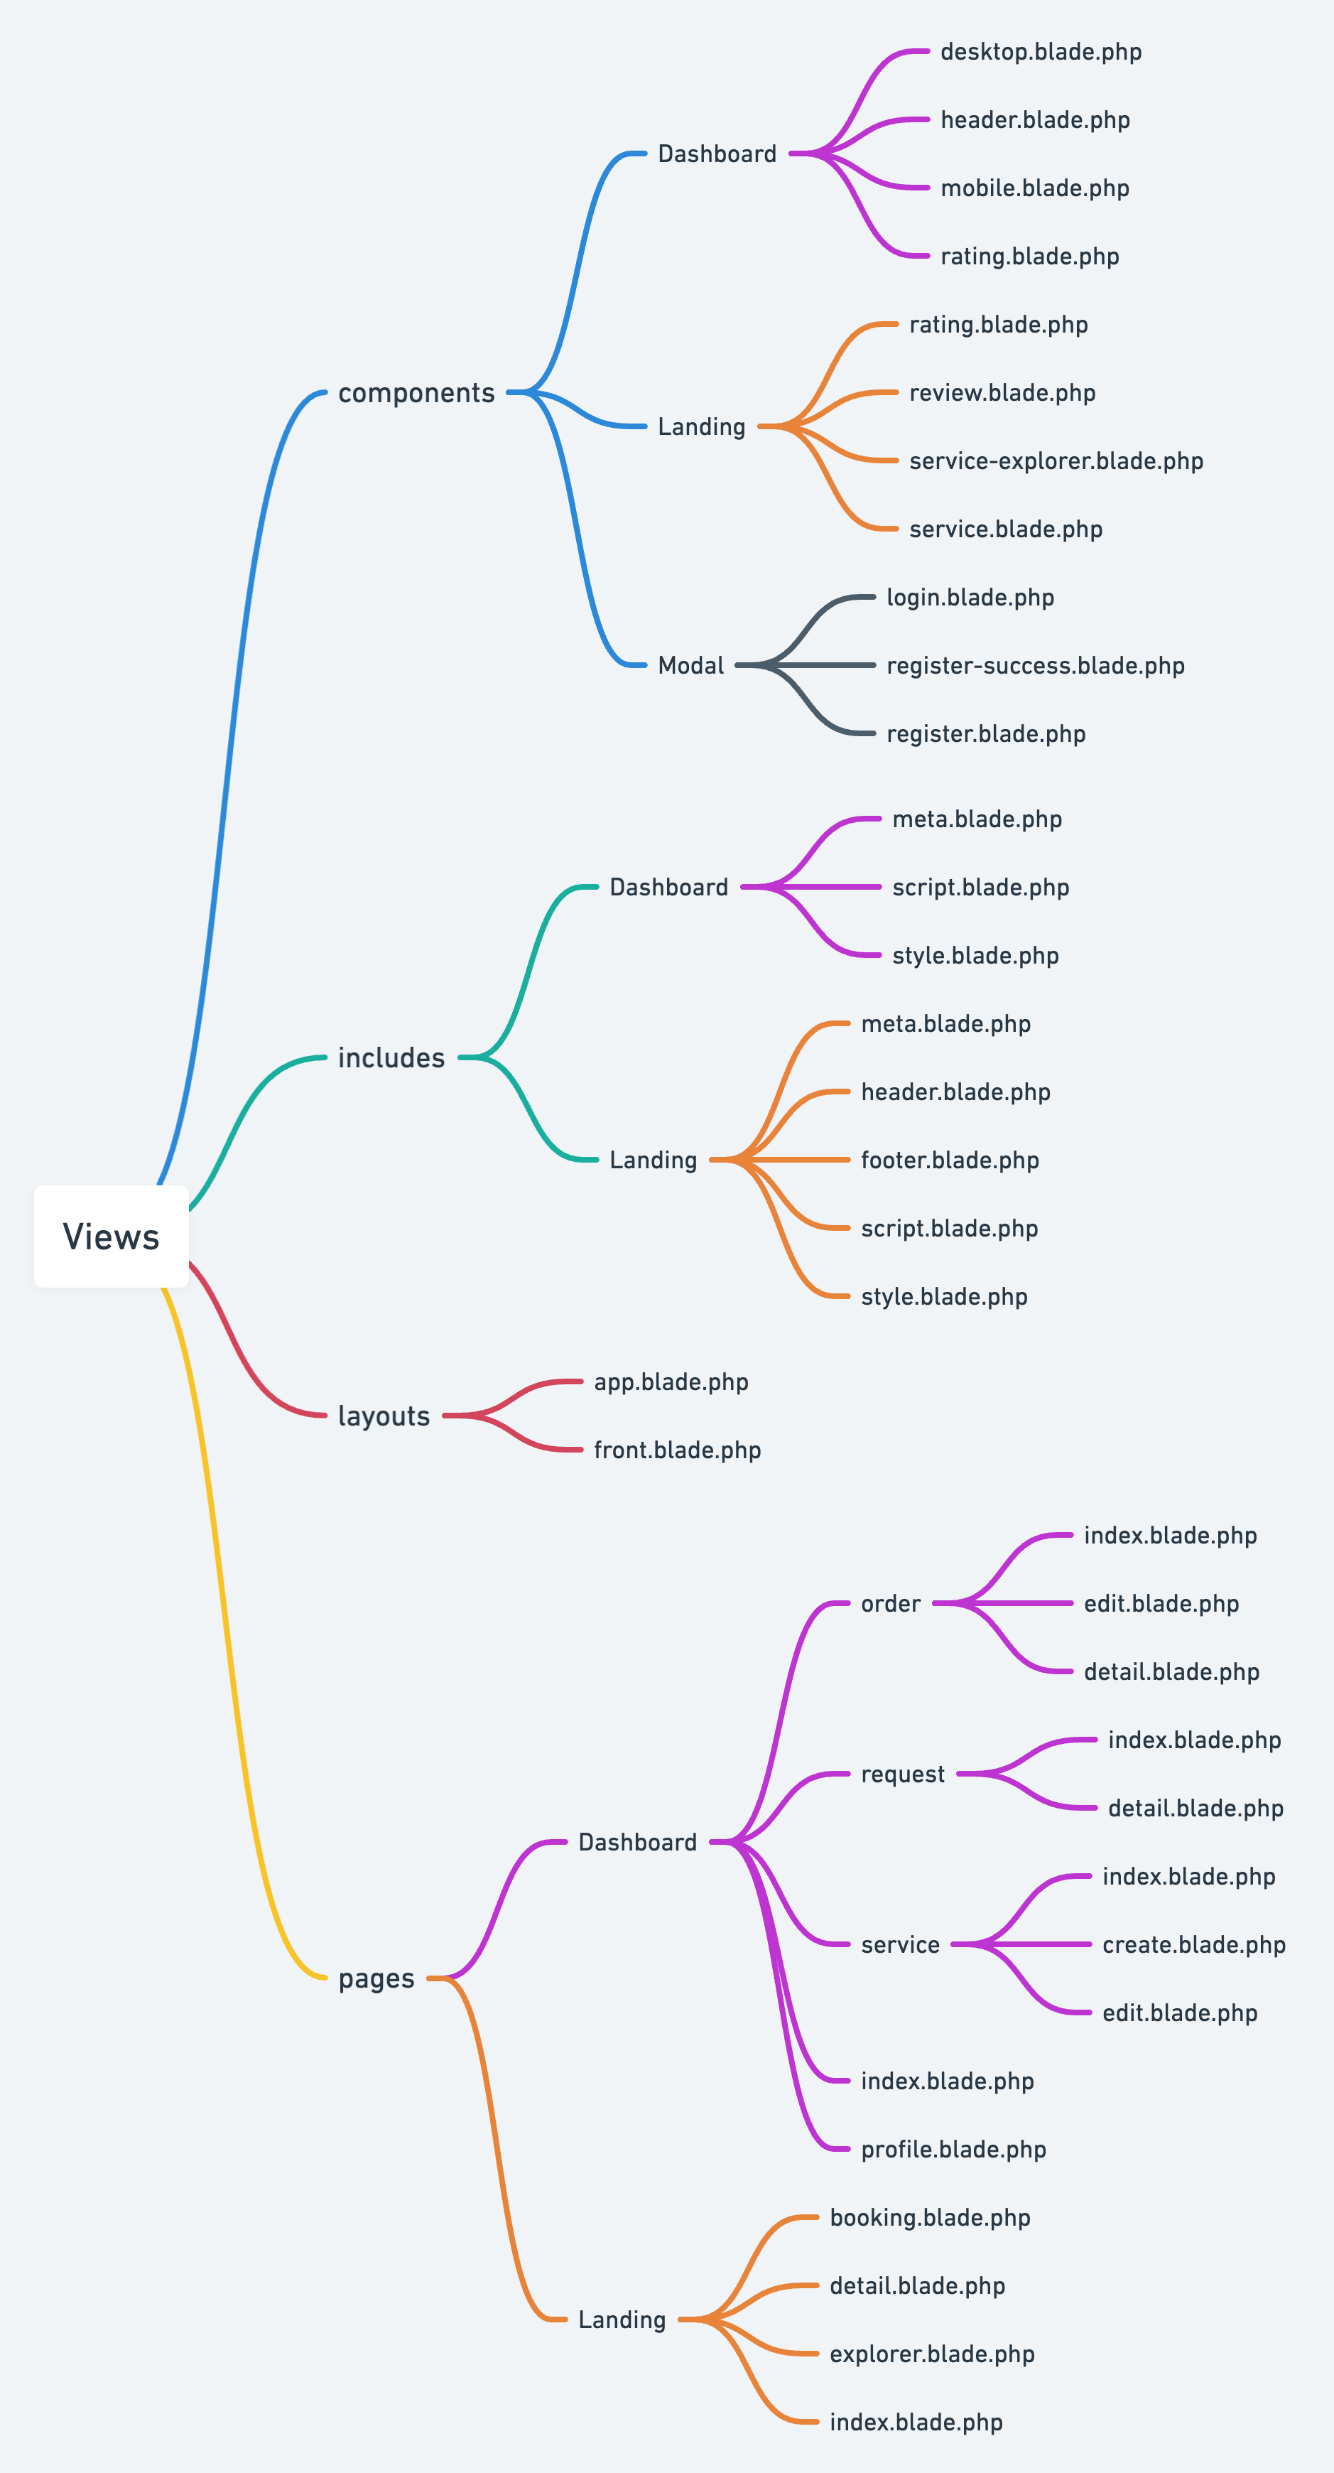 Views
components
Dashboard
desktop.blade.php
header.blade.php
mobile.blade.php
rating.blade.php
Landing
rating.blade.php
review.blade.php
service-explorer.blade.php
service.blade.php
Modal
login.blade.php
register-success.blade.php
register.blade.php
includes
Dashboard
meta.blade.php
script.blade.php
style.blade.php
Landing
meta.blade.php
header.blade.php
footer.blade.php
script.blade.php
style.blade.php
layouts
app.blade.php
front.blade.php
pages
Dashboard
order
index.blade.php
edit.blade.php
detail.blade.php
request
index.blade.php
detail.blade.php
service
index.blade.php
create.blade.php
edit.blade.php
index.blade.php
profile.blade.php
Landing
booking.blade.php
detail.blade.php
explorer.blade.php
index.blade.php